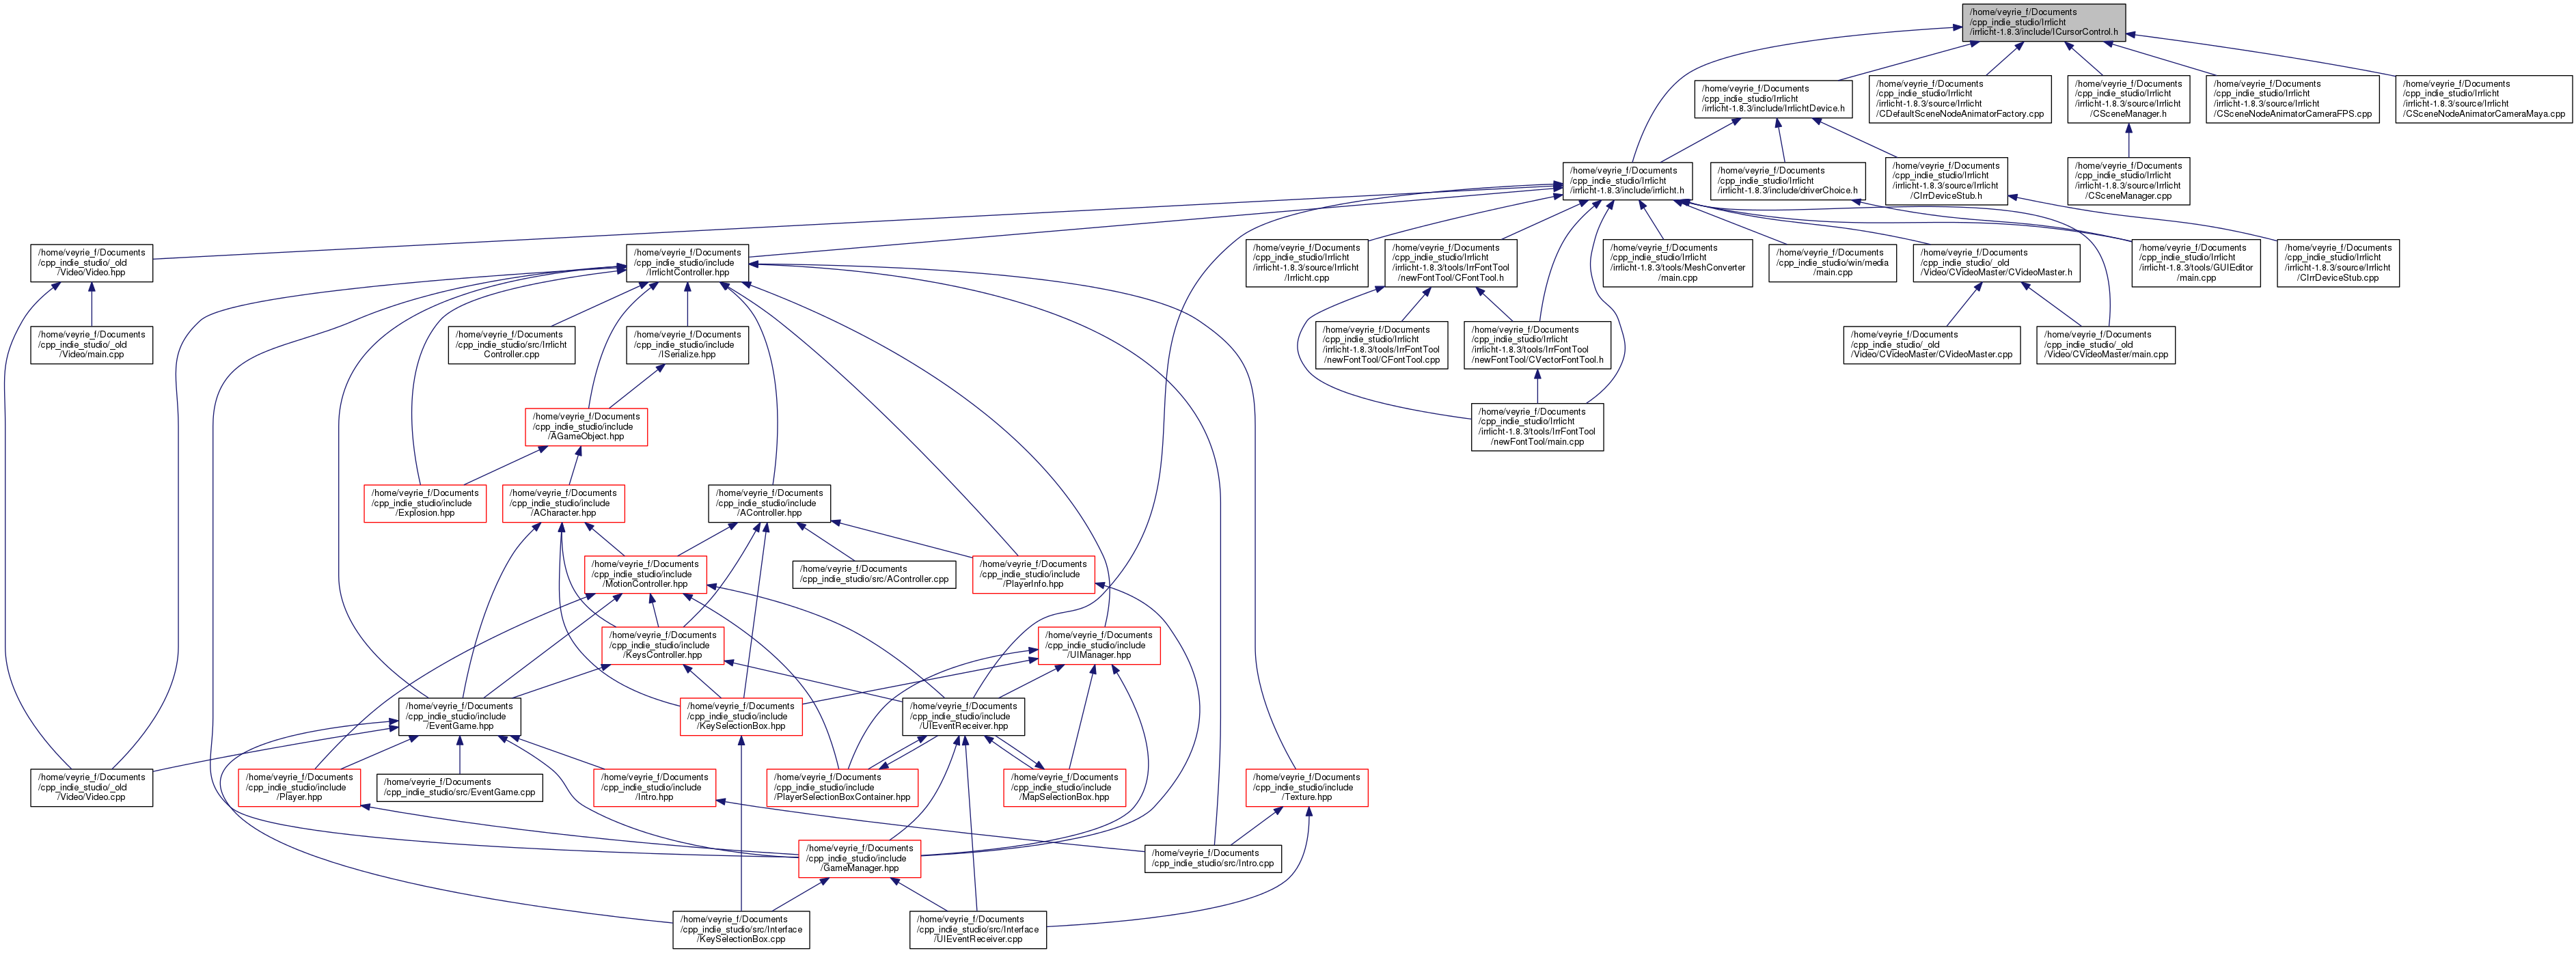 /home/veyrie_f/Documents
/cpp_indie_studio/Irrlicht
/irrlicht-1.8.3/include/ICursorControl.h
/home/veyrie_f/Documents
/cpp_indie_studio/Irrlicht
/irrlicht-1.8.3/include/IrrlichtDevice.h
/home/veyrie_f/Documents
/cpp_indie_studio/Irrlicht
/irrlicht-1.8.3/source/Irrlicht
/CDefaultSceneNodeAnimatorFactory.cpp
/home/veyrie_f/Documents
/cpp_indie_studio/Irrlicht
/irrlicht-1.8.3/source/Irrlicht
/CSceneManager.h
/home/veyrie_f/Documents
/cpp_indie_studio/Irrlicht
/irrlicht-1.8.3/source/Irrlicht
/CSceneNodeAnimatorCameraFPS.cpp
/home/veyrie_f/Documents
/cpp_indie_studio/Irrlicht
/irrlicht-1.8.3/source/Irrlicht
/CSceneNodeAnimatorCameraMaya.cpp
/home/veyrie_f/Documents
/cpp_indie_studio/Irrlicht
/irrlicht-1.8.3/include/irrlicht.h
/home/veyrie_f/Documents
/cpp_indie_studio/Irrlicht
/irrlicht-1.8.3/include/driverChoice.h
/home/veyrie_f/Documents
/cpp_indie_studio/Irrlicht
/irrlicht-1.8.3/source/Irrlicht
/CIrrDeviceStub.h
/home/veyrie_f/Documents
/cpp_indie_studio/Irrlicht
/irrlicht-1.8.3/source/Irrlicht
/CSceneManager.cpp
/home/veyrie_f/Documents
/cpp_indie_studio/_old
/Video/Video.hpp
/home/veyrie_f/Documents
/cpp_indie_studio/include
/IrrlichtController.hpp
/home/veyrie_f/Documents
/cpp_indie_studio/Irrlicht
/irrlicht-1.8.3/source/Irrlicht
/Irrlicht.cpp
/home/veyrie_f/Documents
/cpp_indie_studio/Irrlicht
/irrlicht-1.8.3/tools/IrrFontTool
/newFontTool/CFontTool.h
/home/veyrie_f/Documents
/cpp_indie_studio/Irrlicht
/irrlicht-1.8.3/tools/MeshConverter
/main.cpp
/home/veyrie_f/Documents
/cpp_indie_studio/win/media
/main.cpp
/home/veyrie_f/Documents
/cpp_indie_studio/_old
/Video/CVideoMaster/CVideoMaster.h
/home/veyrie_f/Documents
/cpp_indie_studio/Irrlicht
/irrlicht-1.8.3/tools/GUIEditor
/main.cpp
/home/veyrie_f/Documents
/cpp_indie_studio/Irrlicht
/irrlicht-1.8.3/source/Irrlicht
/CIrrDeviceStub.cpp
/home/veyrie_f/Documents
/cpp_indie_studio/_old
/Video/main.cpp
/home/veyrie_f/Documents
/cpp_indie_studio/src/Irrlicht
Controller.cpp
/home/veyrie_f/Documents
/cpp_indie_studio/include
/ISerialize.hpp
/home/veyrie_f/Documents
/cpp_indie_studio/Irrlicht
/irrlicht-1.8.3/tools/IrrFontTool
/newFontTool/CFontTool.cpp
/home/veyrie_f/Documents
/cpp_indie_studio/Irrlicht
/irrlicht-1.8.3/tools/IrrFontTool
/newFontTool/CVectorFontTool.h
/home/veyrie_f/Documents
/cpp_indie_studio/_old
/Video/CVideoMaster/CVideoMaster.cpp
/home/veyrie_f/Documents
/cpp_indie_studio/_old
/Video/CVideoMaster/main.cpp
/home/veyrie_f/Documents
/cpp_indie_studio/include
/AGameObject.hpp
/home/veyrie_f/Documents
/cpp_indie_studio/Irrlicht
/irrlicht-1.8.3/tools/IrrFontTool
/newFontTool/main.cpp
/home/veyrie_f/Documents
/cpp_indie_studio/include
/Explosion.hpp
/home/veyrie_f/Documents
/cpp_indie_studio/include
/ACharacter.hpp
/home/veyrie_f/Documents
/cpp_indie_studio/include
/AController.hpp
/home/veyrie_f/Documents
/cpp_indie_studio/include
/MotionController.hpp
/home/veyrie_f/Documents
/cpp_indie_studio/src/AController.cpp
/home/veyrie_f/Documents
/cpp_indie_studio/include
/PlayerInfo.hpp
/home/veyrie_f/Documents
/cpp_indie_studio/include
/KeysController.hpp
/home/veyrie_f/Documents
/cpp_indie_studio/include
/UIManager.hpp
/home/veyrie_f/Documents
/cpp_indie_studio/include
/EventGame.hpp
/home/veyrie_f/Documents
/cpp_indie_studio/include
/KeySelectionBox.hpp
/home/veyrie_f/Documents
/cpp_indie_studio/include
/UIEventReceiver.hpp
/home/veyrie_f/Documents
/cpp_indie_studio/_old
/Video/Video.cpp
/home/veyrie_f/Documents
/cpp_indie_studio/include
/Player.hpp
/home/veyrie_f/Documents
/cpp_indie_studio/src/EventGame.cpp
/home/veyrie_f/Documents
/cpp_indie_studio/include
/Intro.hpp
/home/veyrie_f/Documents
/cpp_indie_studio/include
/PlayerSelectionBoxContainer.hpp
/home/veyrie_f/Documents
/cpp_indie_studio/include
/MapSelectionBox.hpp
/home/veyrie_f/Documents
/cpp_indie_studio/include
/Texture.hpp
/home/veyrie_f/Documents
/cpp_indie_studio/include
/GameManager.hpp
/home/veyrie_f/Documents
/cpp_indie_studio/src/Intro.cpp
/home/veyrie_f/Documents
/cpp_indie_studio/src/Interface
/KeySelectionBox.cpp
/home/veyrie_f/Documents
/cpp_indie_studio/src/Interface
/UIEventReceiver.cpp